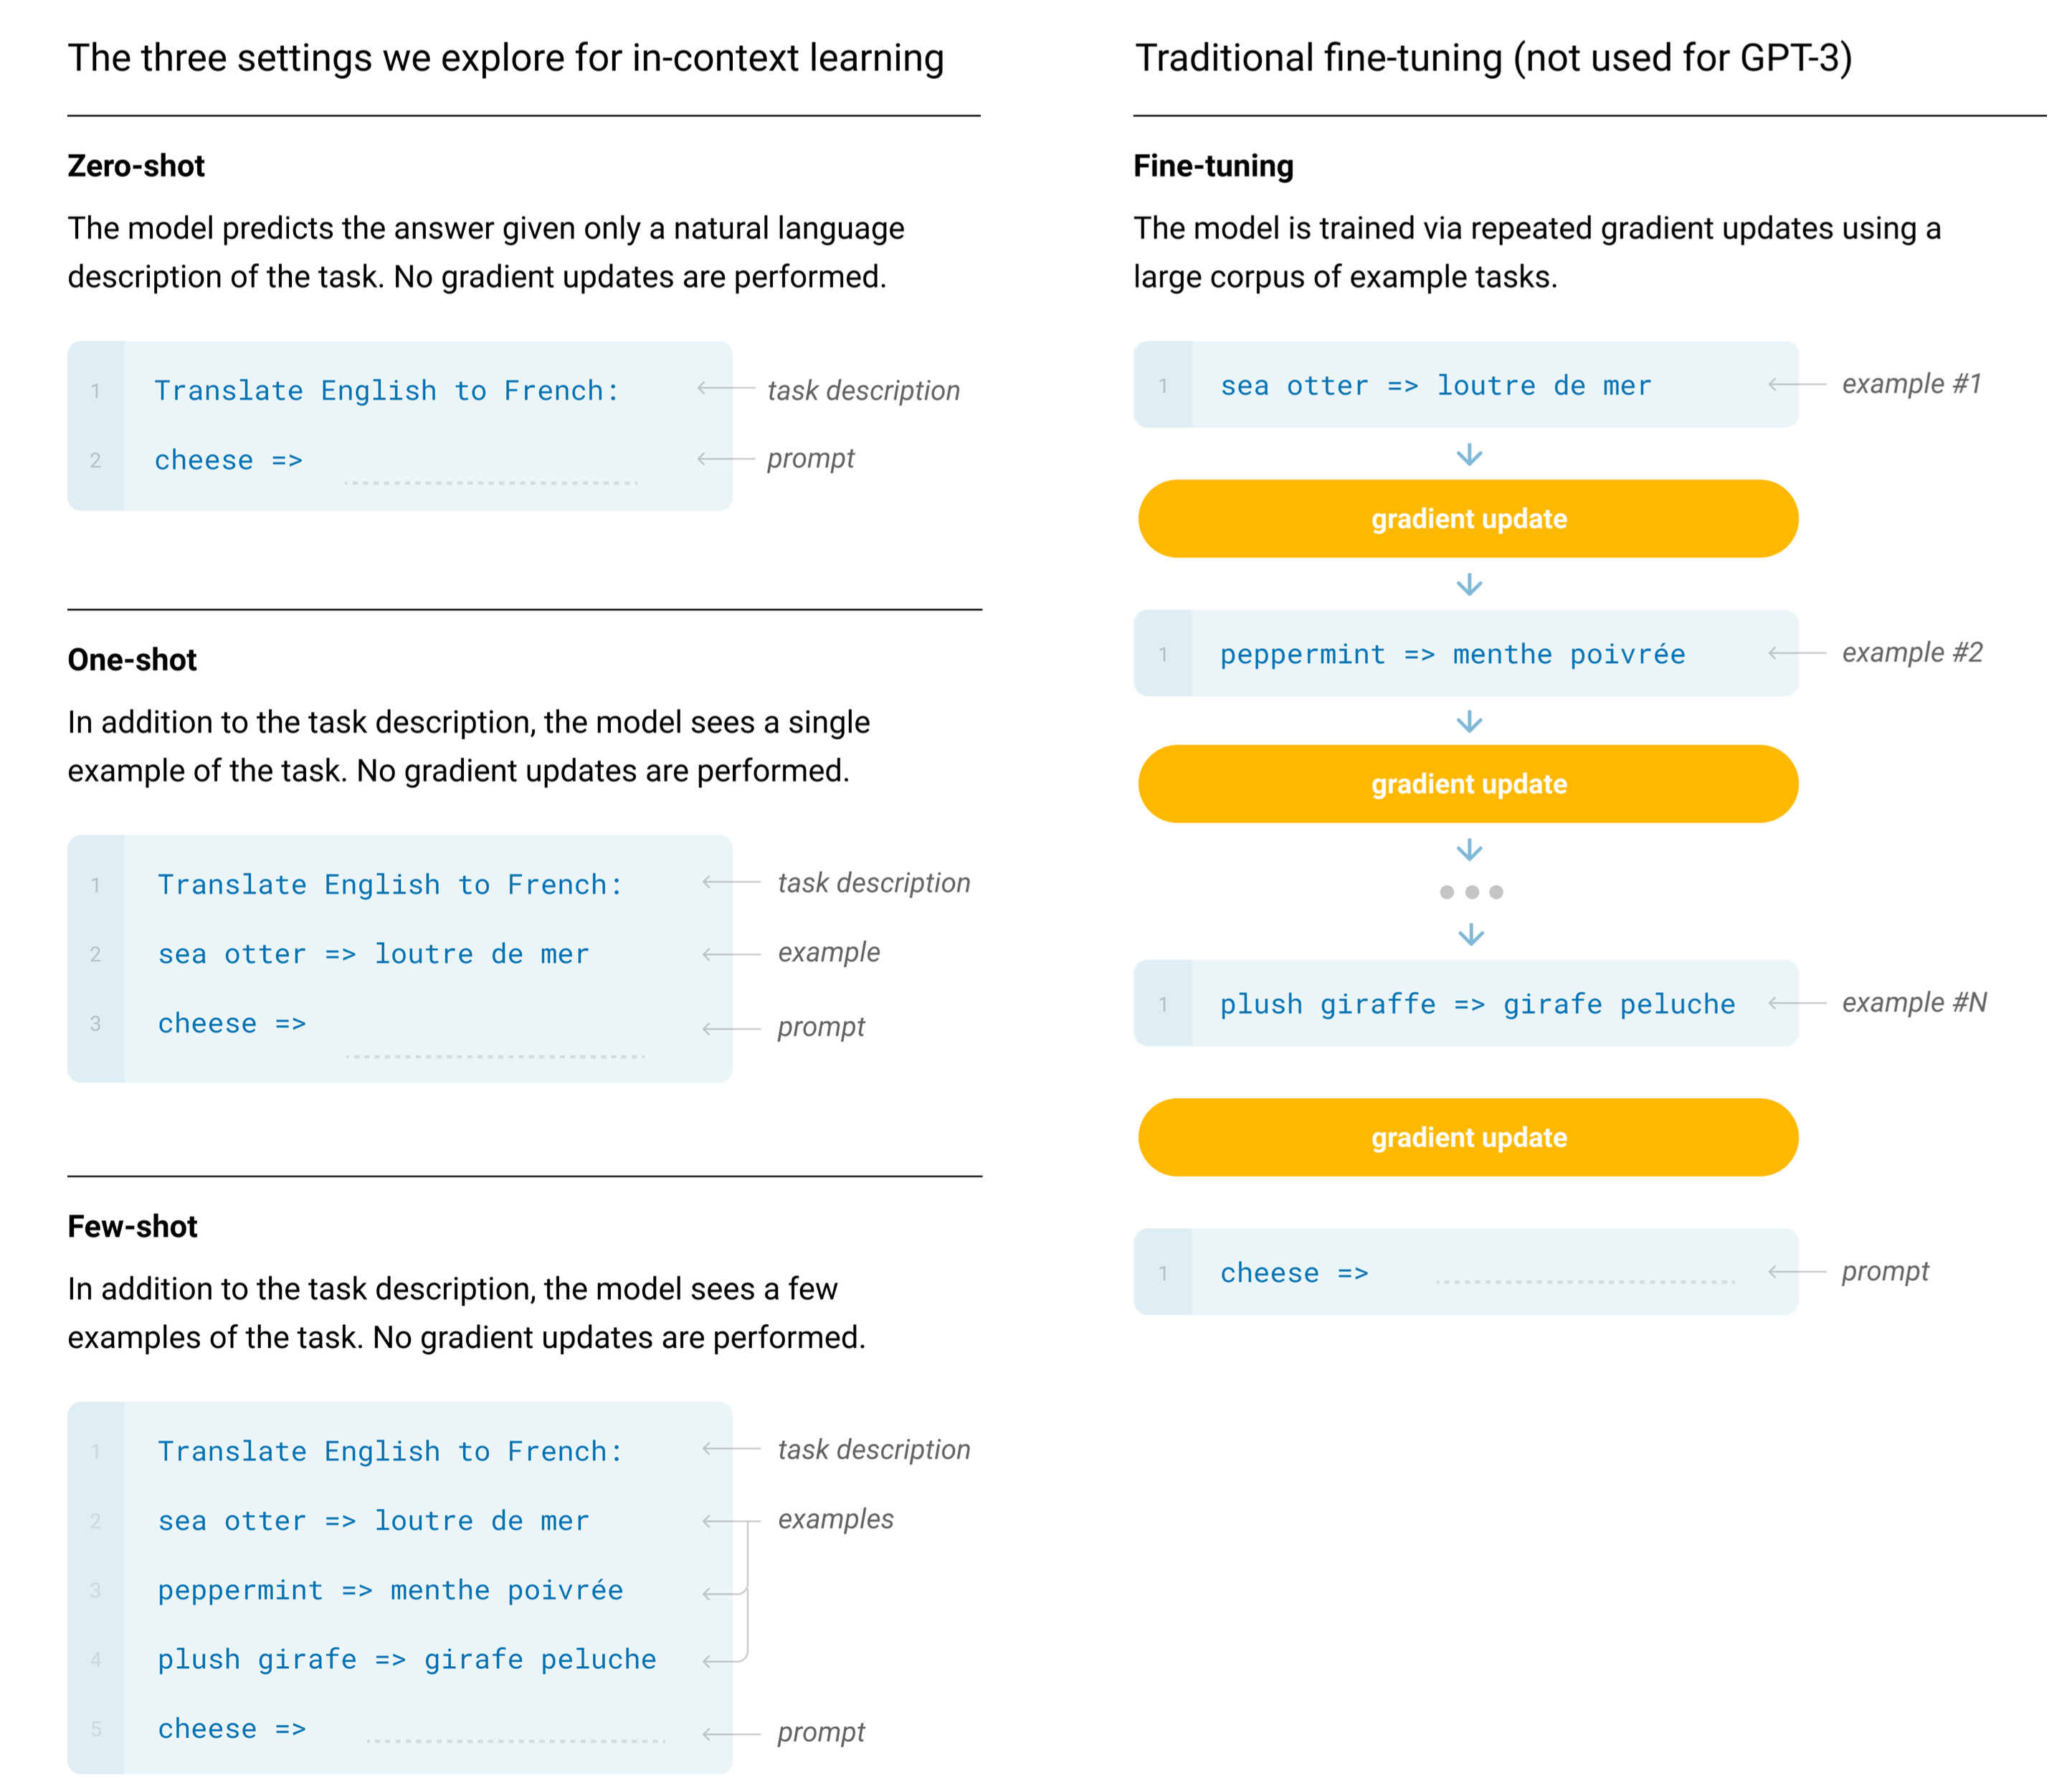 The three settings we explore for in-context learning
Zero-shot
The model predicts the answer given only a natural language
description of the task. No gradient updates are performed.
1 Translate English to French: task description
2 cheese => prompt
One-shot
In addition to the task description, the model sees a single
example of the task. No gradient updates are performed.
1 Translate English to French: task description
2 sea otter => loutre de mer example
3 cheese => prompt
Few-shot
In addition to the task description, the model sees a few
examples of the task. No gradient updates are performed.
1 Translate English to French: task description
2 sea otter => loutre de mer examples
3 peppermint => menthe poivrée
4 plush girafe => girafe peluche
5 cheese => prompt
Traditional fine-tuning (not used for GPT-3)
Fine-tuning
The model is trained via repeated gradient updates using a
large corpus of example tasks.
1 sea otter => loutre de mer example #1
gradient update
1 peppermint => menthe poivrée example #2
gradient update
1 plush giraffe => girafe peluche example #N
gradient update
1 cheese => prompt